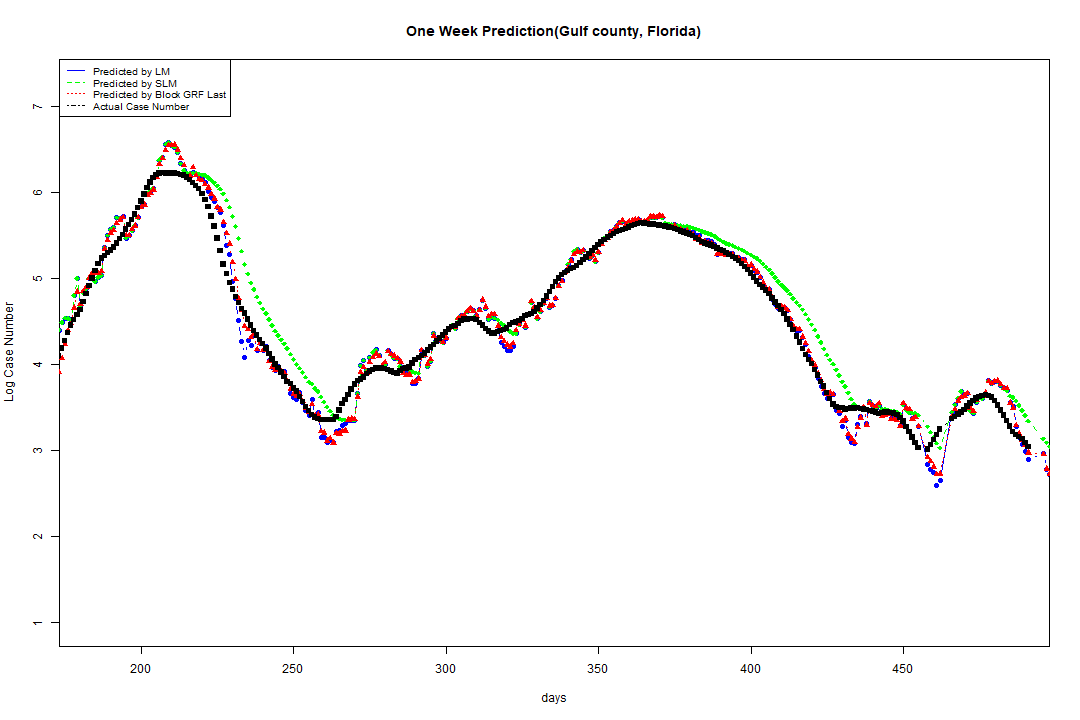 One Week Prediction(Gulf county, Florida)
Predicted by LM
Predicted by SLM
Predicted by Block GRF Last
Actual Case Number
7
6
5
4
3
2
1
Log Case Number
200 250 300 350 400 450
days